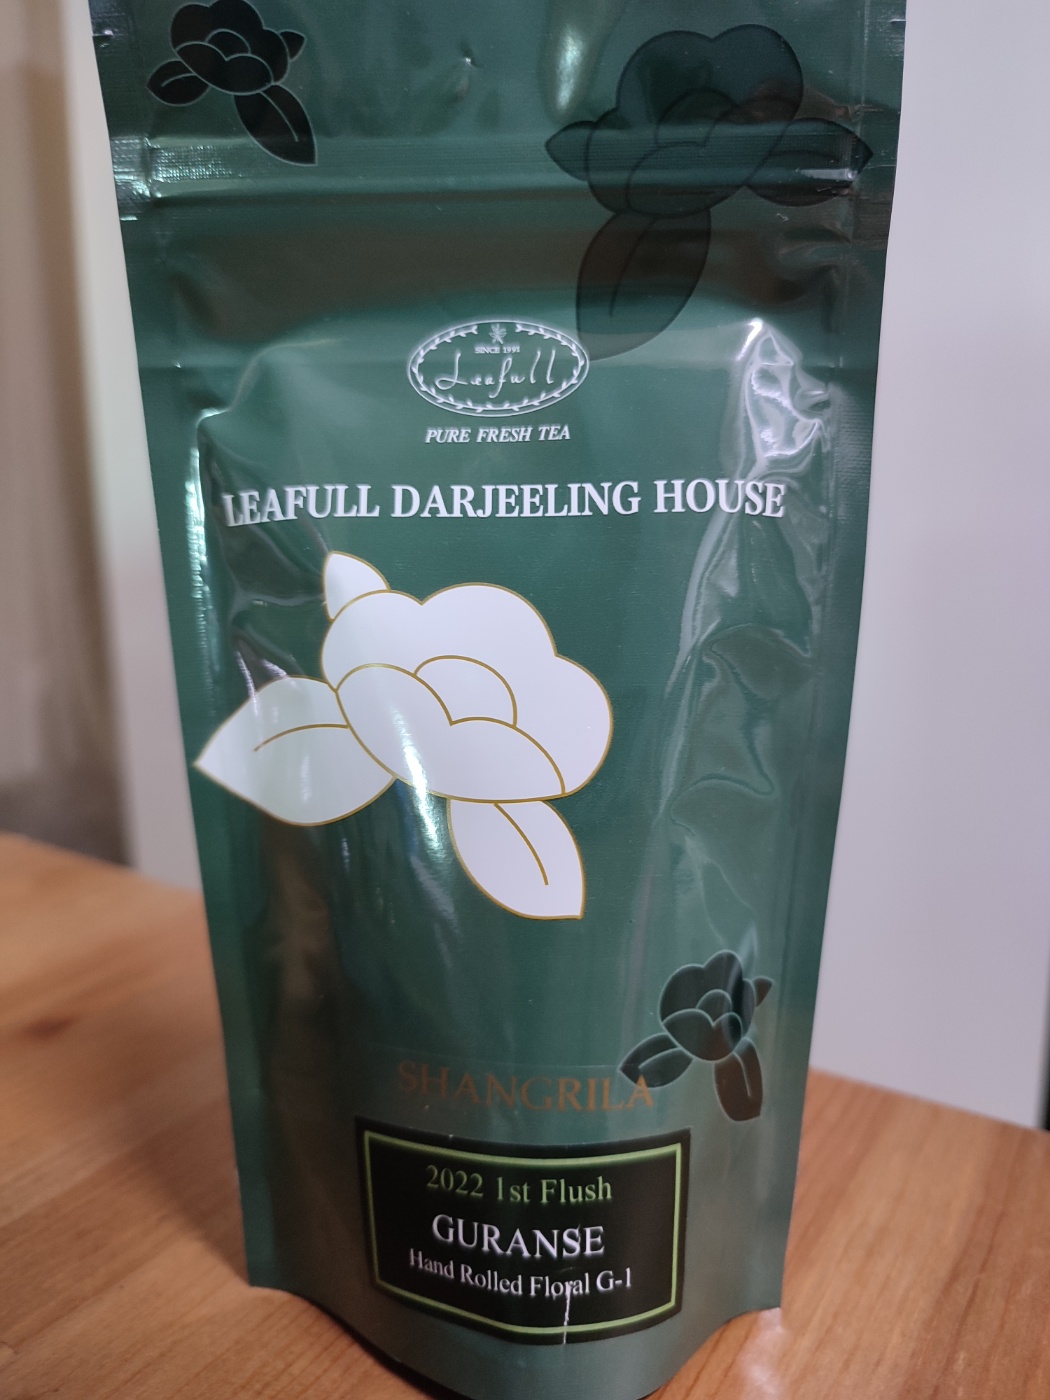 SINCE 1991
Leafull
PURE FRESH TEA
LEAFULL DARJEELING HOUSE
SHANGRILA
2022 1st Flush
GURANSE
Hand Rolled Floral G-1